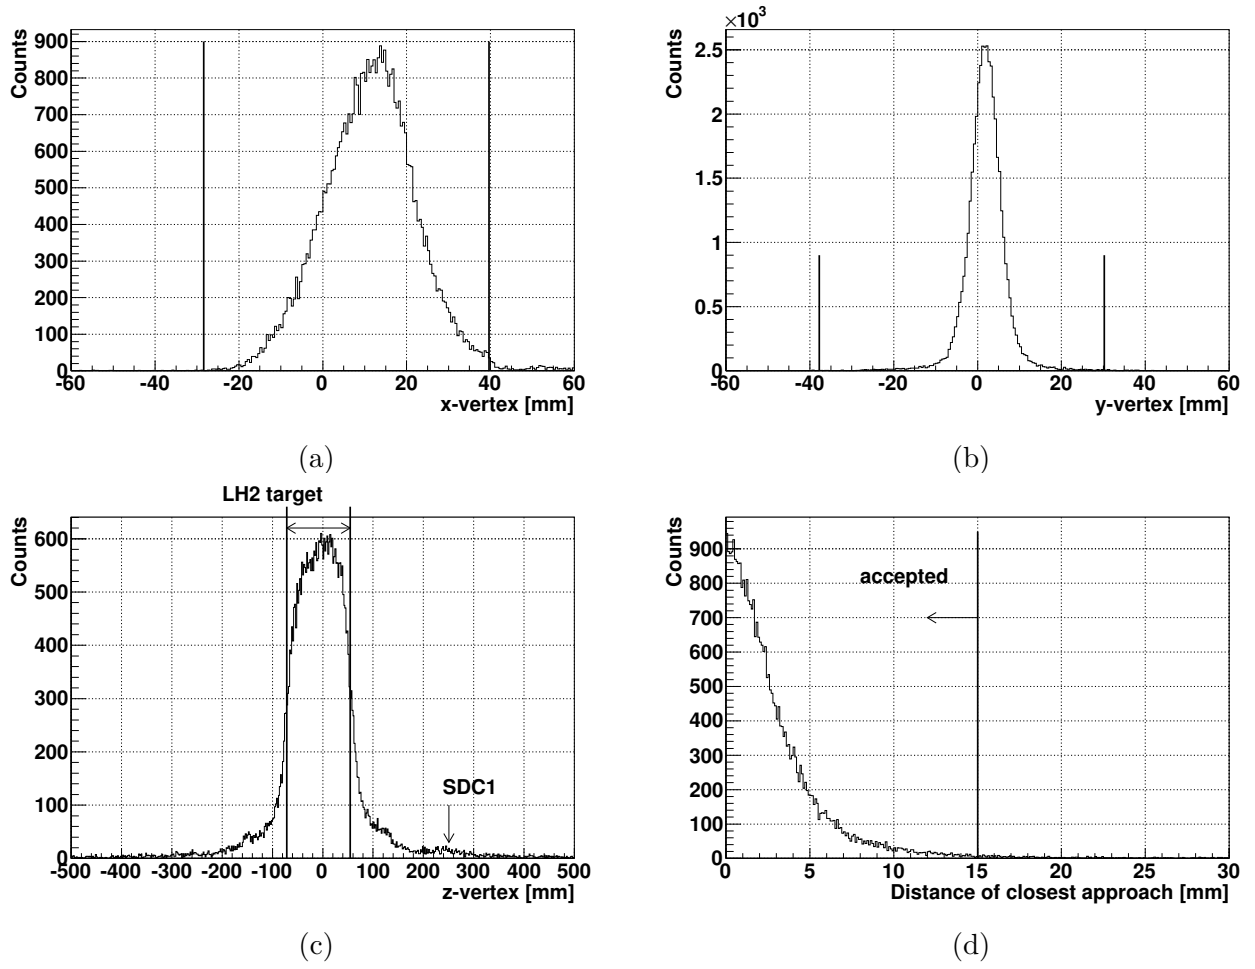 Counts
900
800
700
600
500
400
300
200
100
0
-60 -40 -20 0 20 40 60
x-vertex [mm]
(a)
×10³
Counts
2.5
2
1.5
1
0.5
0
-60 -40 -20 0 20 40 60
y-vertex [mm]
(b)
LH2 target
Counts
600
500
400
300
200
100
0
SDC1
-500 -400 -300 -200 -100 0 100 200 300 400 500
z-vertex [mm]
(c)
Counts
900
800
700
600
500
400
300
200
100
0
accepted
0 5 10 15 20 25 30
Distance of closest approach [mm]
(d)